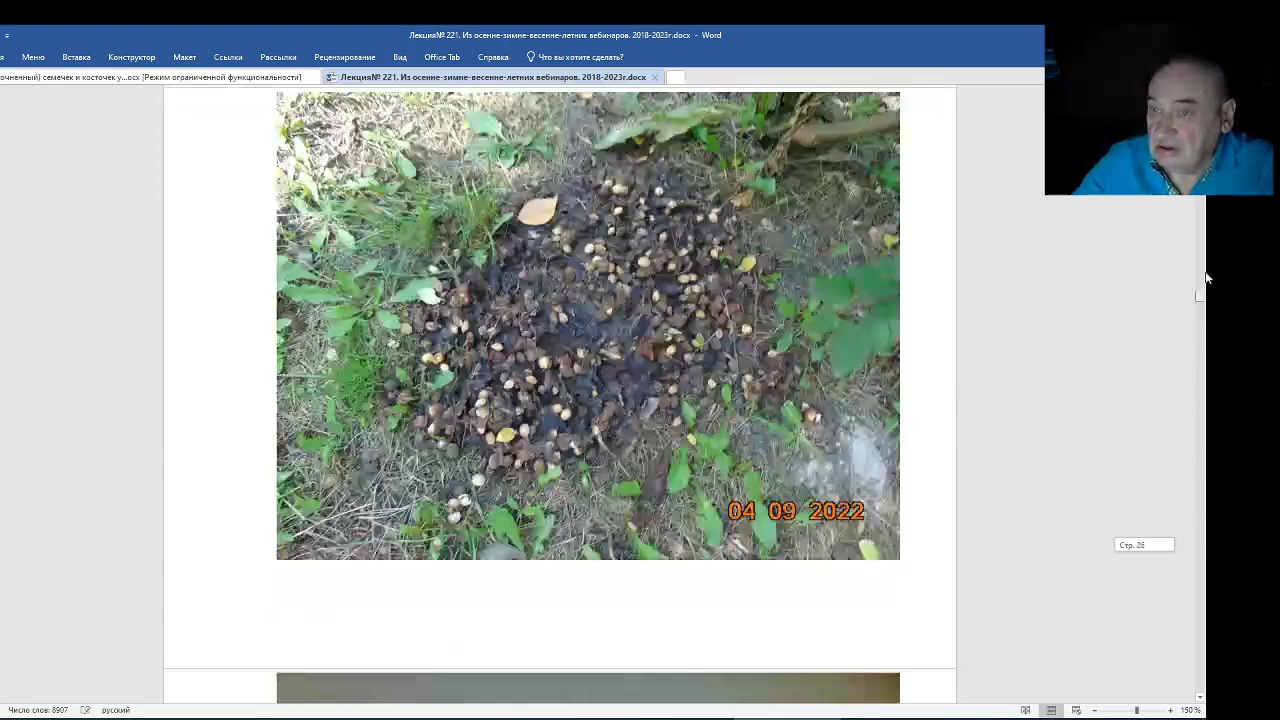 Лекция№ 221. Из осенне-зимне-весенне-летних вебинаров. 2018-2023г.docx - Word
Меню Вставка Конструктор Макет Ссылки Рассылки Рецензирование Вид Office Tab Справка Что вы хотите сделать?
оченный) семечек и косточек у...осх [Режим ограниченной функциональности] Лекция№ 221. Из осенне-зимне-весенне-летних вебинаров. 2018-2023г.docx
04 09 2022
Стр. 26
Число слов: 8907 русский 150 %